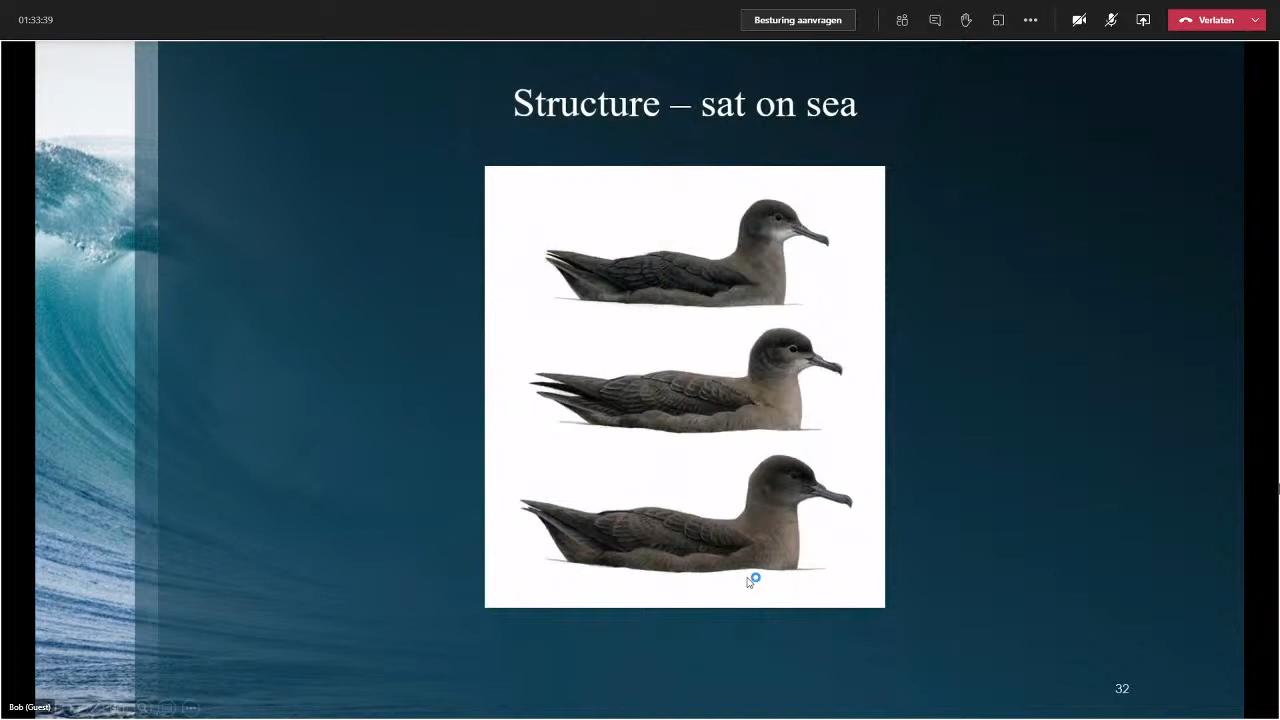 01:33:39
Besturing aanvragen
Verlaten
Structure – sat on sea
32
Bob (Guest)